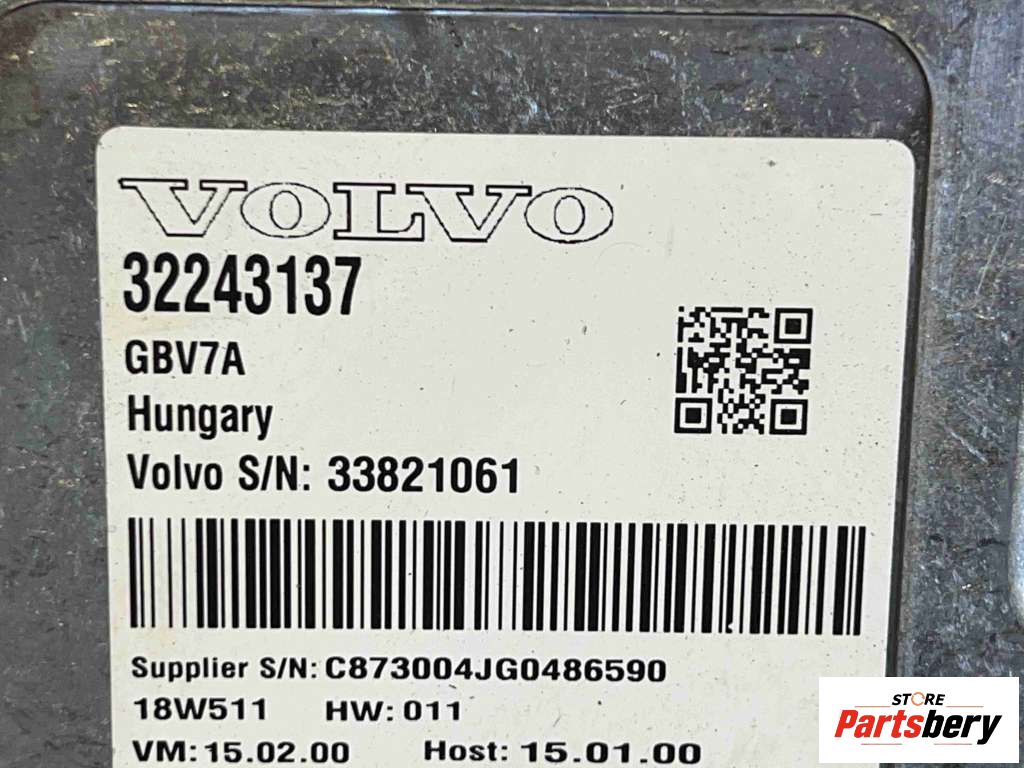 VOLVO
32243137
GBV7A
Hungary
Volvo S/N: 33821061
Supplier S/N: C873004JG0486590
18W511 HW: 011
VM: 15.02.00 Host: 15.01.00
STORE
Partsbery